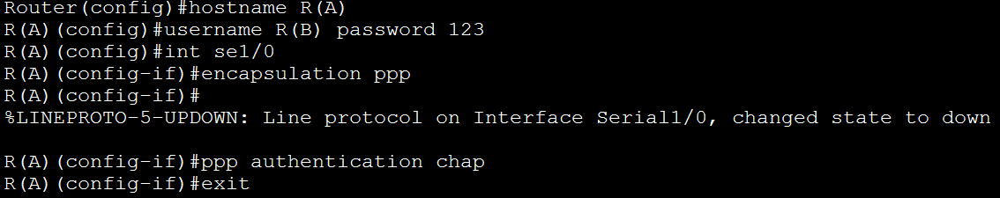 Router(config)#hostname R(A)
R(A)(config)#username R(B) password 123
R(A)(config)#int se1/0
R(A)(config-if)#encapsulation ppp
R(A)(config-if)#
%LINEPROTO-5-UPDOWN: Line protocol on Interface Serial1/0, changed state to down
R(A)(config-if)#ppp authentication chap
R(A)(config-if)#exit